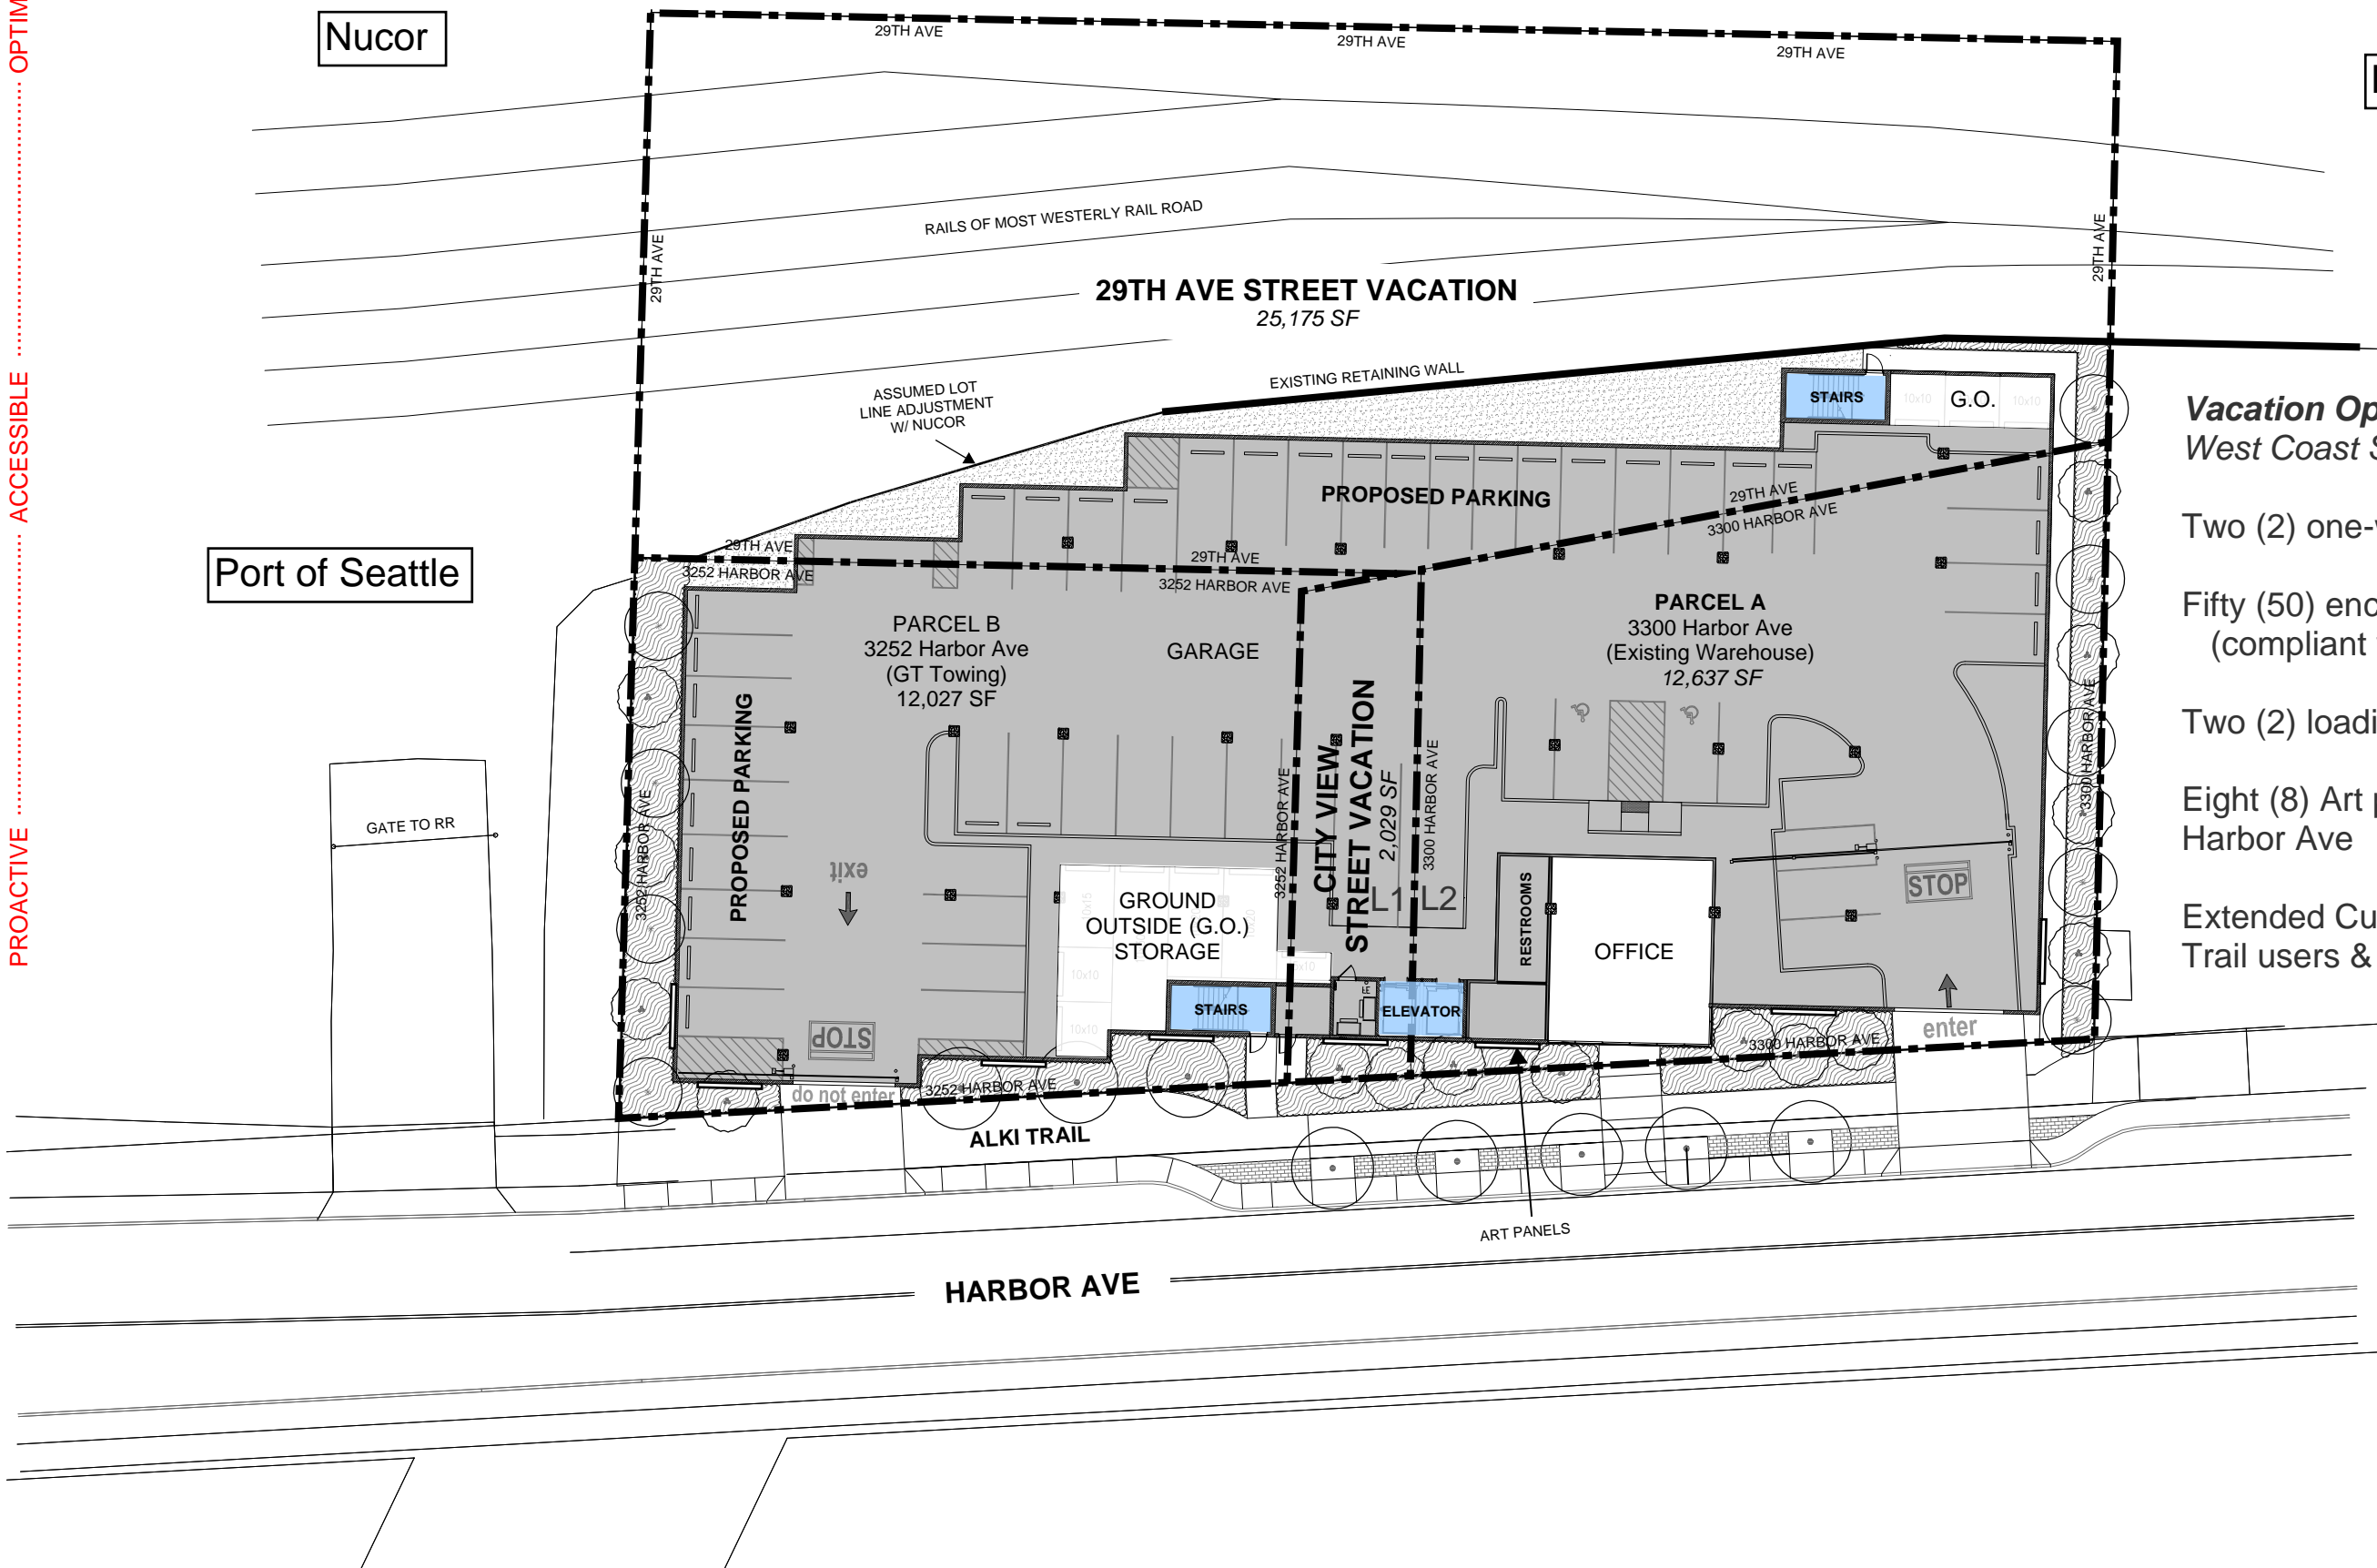 OPTIM
ACCESSIBLE
PROACTIVE
Nucor
29TH AVE
29TH AVE
29TH AVE
29TH AVE
29TH AVE
RAILS OF MOST WESTERLY RAIL ROAD
29TH AVE STREET VACATION
25,175 SF
EXISTING RETAINING WALL
ASSUMED LOT
LINE ADJUSTMENT
W/ NUCOR
STAIRS
10x10
G.O.
10x10
PROPOSED PARKING
29TH AVE
3300 HARBOR AVE
Port of Seattle
29TH AVE
3252 HARBOR AVE
29TH AVE
3252 HARBOR AVE
PARCEL B
3252 Harbor Ave
(GT Towing)
12,027 SF
GARAGE
PARCEL A
3300 Harbor Ave
(Existing Warehouse)
12,637 SF
PROPOSED PARKING
CITY VIEW
STREET VACATION
2,029 SF
3252 HARBOR AVE
3300 HARBOR AVE
3252 HARBOR AVE
3300 HARBOR AVE
GATE TO RR
exit
STOP
do not enter
L1
L2
10x15
10x20
GROUND
OUTSIDE (G.O.)
STORAGE
10x10
10x10
10x10
STAIRS
ELEVATOR
RESTROOMS
OFFICE
STOP
enter
3300 HARBOR AVE
3252 HARBOR AVE
ALKI TRAIL
ART PANELS
HARBOR AVE
Vacation Op
West Coast S
Two (2) one-
Fifty (50) enc
(compliant
Two (2) loadi
Eight (8) Art p
Harbor Ave
Extended Cu
Trail users &